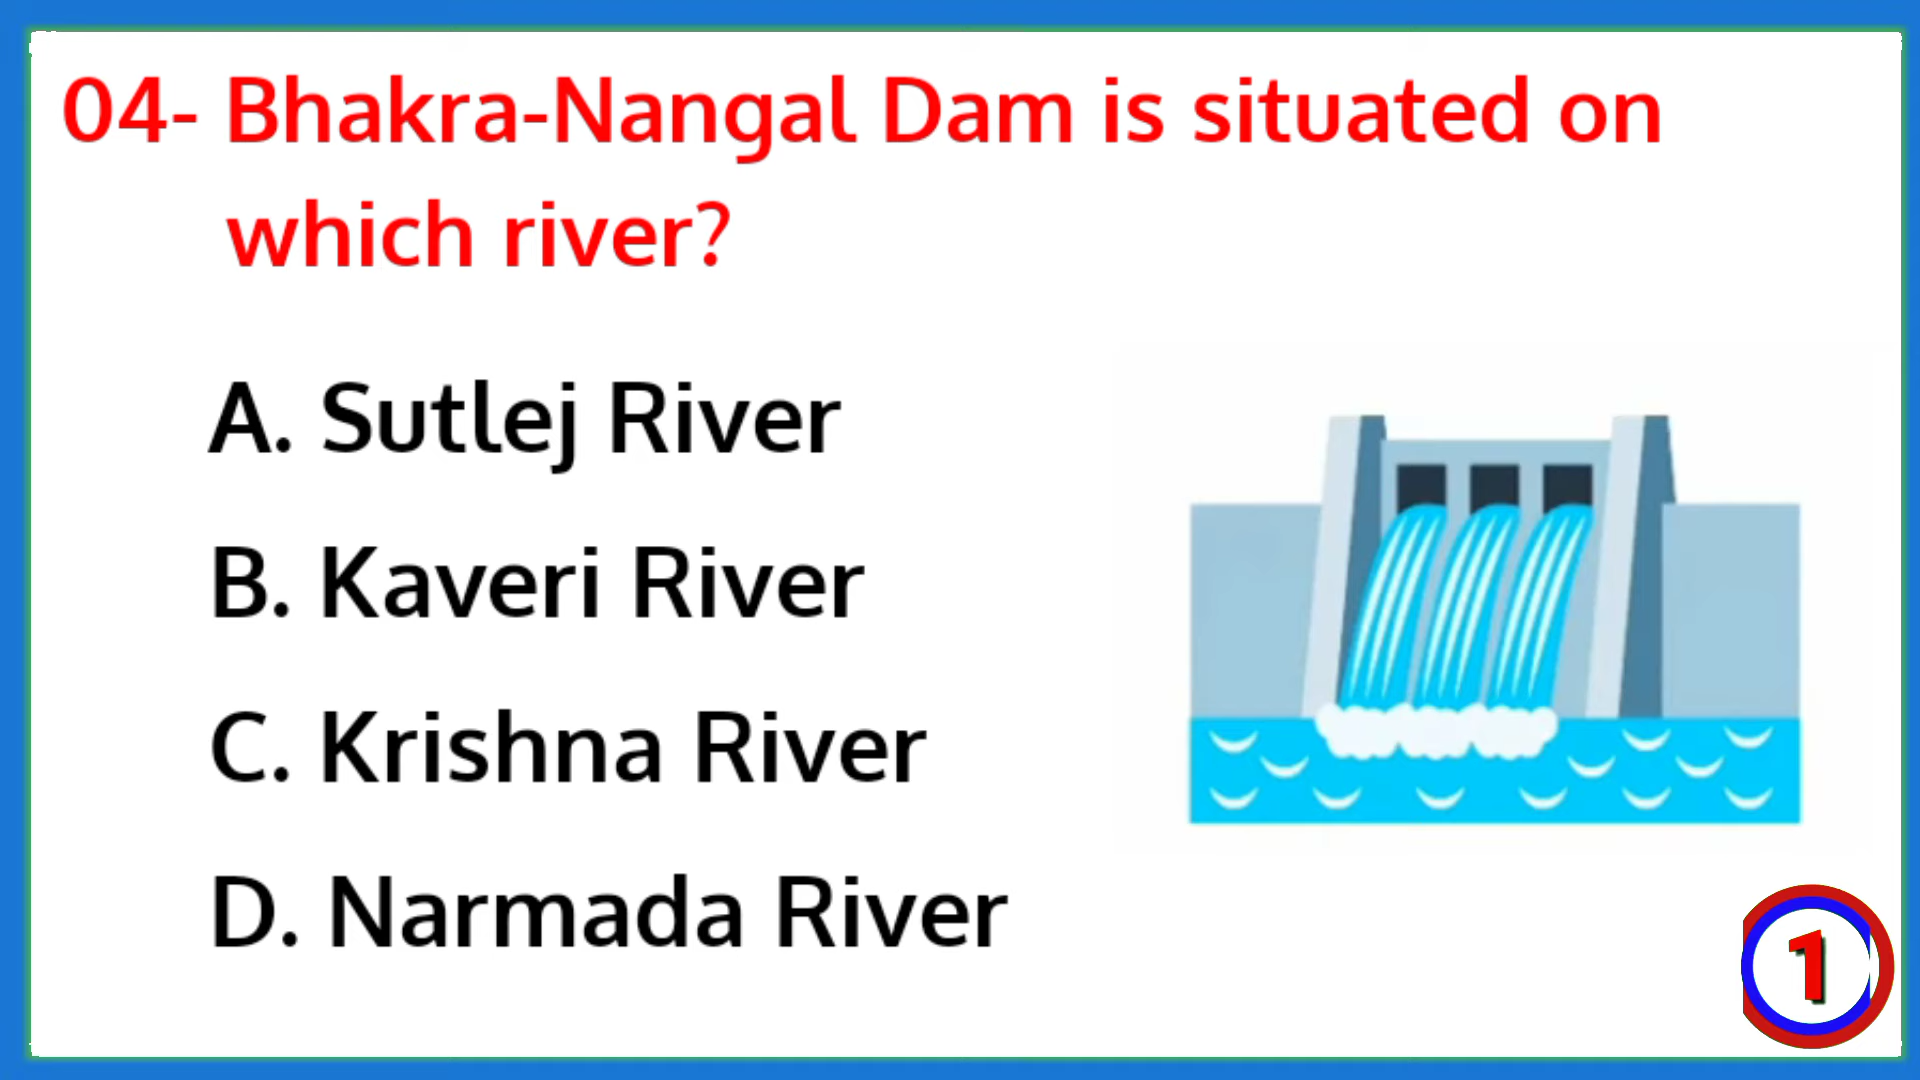 04- Bhakra-Nangal Dam is situated on
which river?
A. Sutlej River
B. Kaveri River
C. Krishna River
D. Narmada River
1